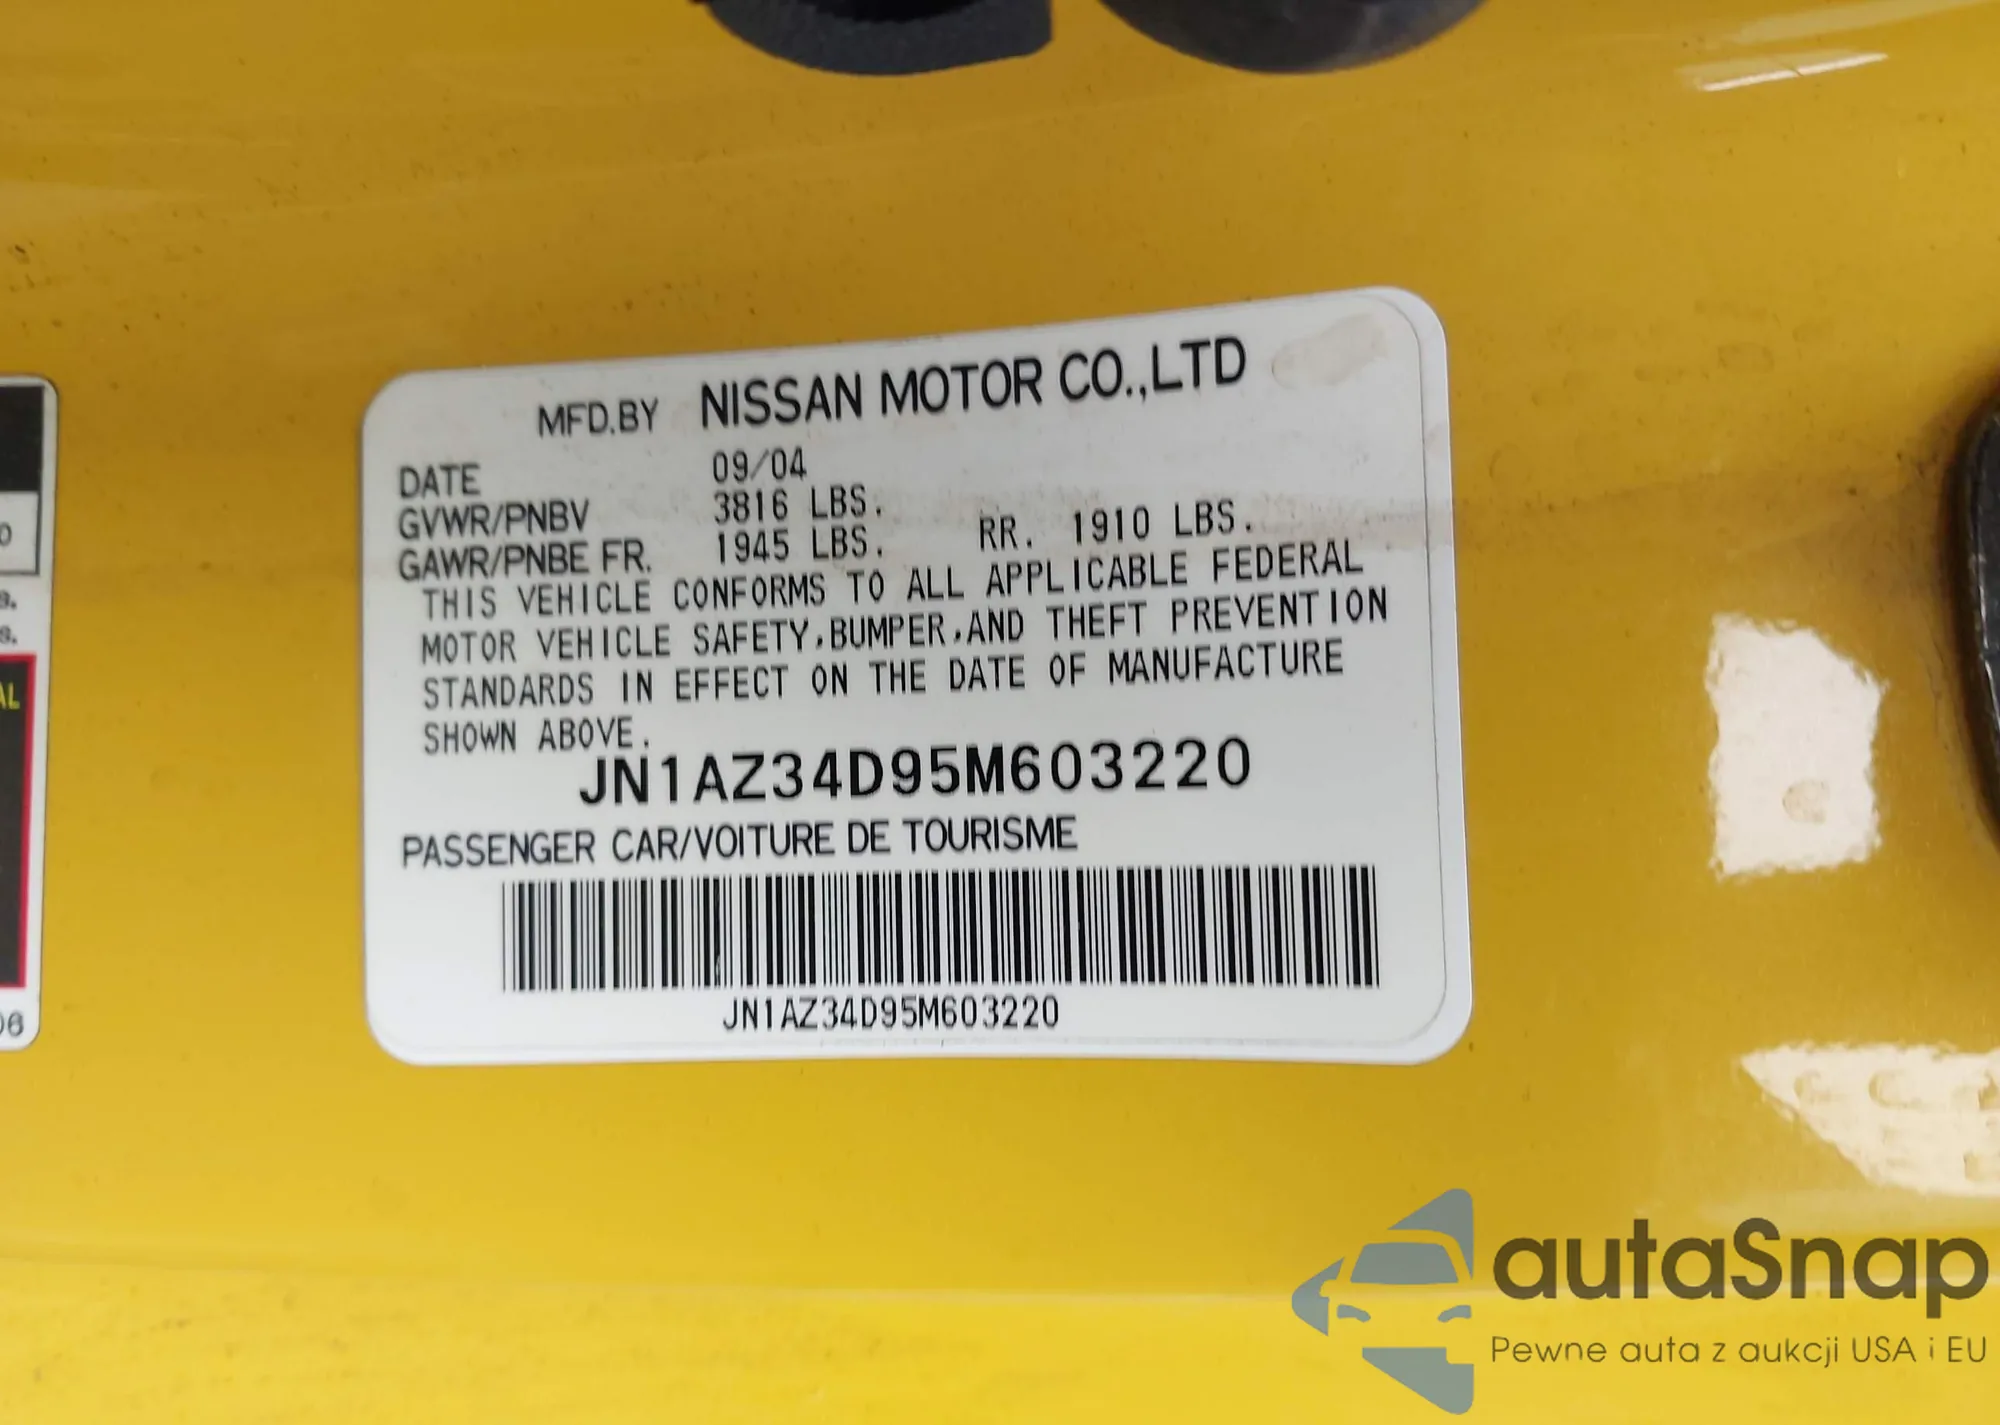 MFD.BY NISSAN MOTOR CO.,LTD
DATE 09/04
GVWR/PNBV 3816 LBS.
GAWR/PNBE FR. 1945 LBS. RR. 1910 LBS.
THIS VEHICLE CONFORMS TO ALL APPLICABLE FEDERAL
MOTOR VEHICLE SAFETY,BUMPER,AND THEFT PREVENTION
STANDARDS IN EFFECT ON THE DATE OF MANUFACTURE
SHOWN ABOVE.
JN1AZ34D95M603220
PASSENGER CAR/VOITURE DE TOURISME
JN1AZ34D95M603220
autaSnap
Pewne auta z aukcji USA i EU